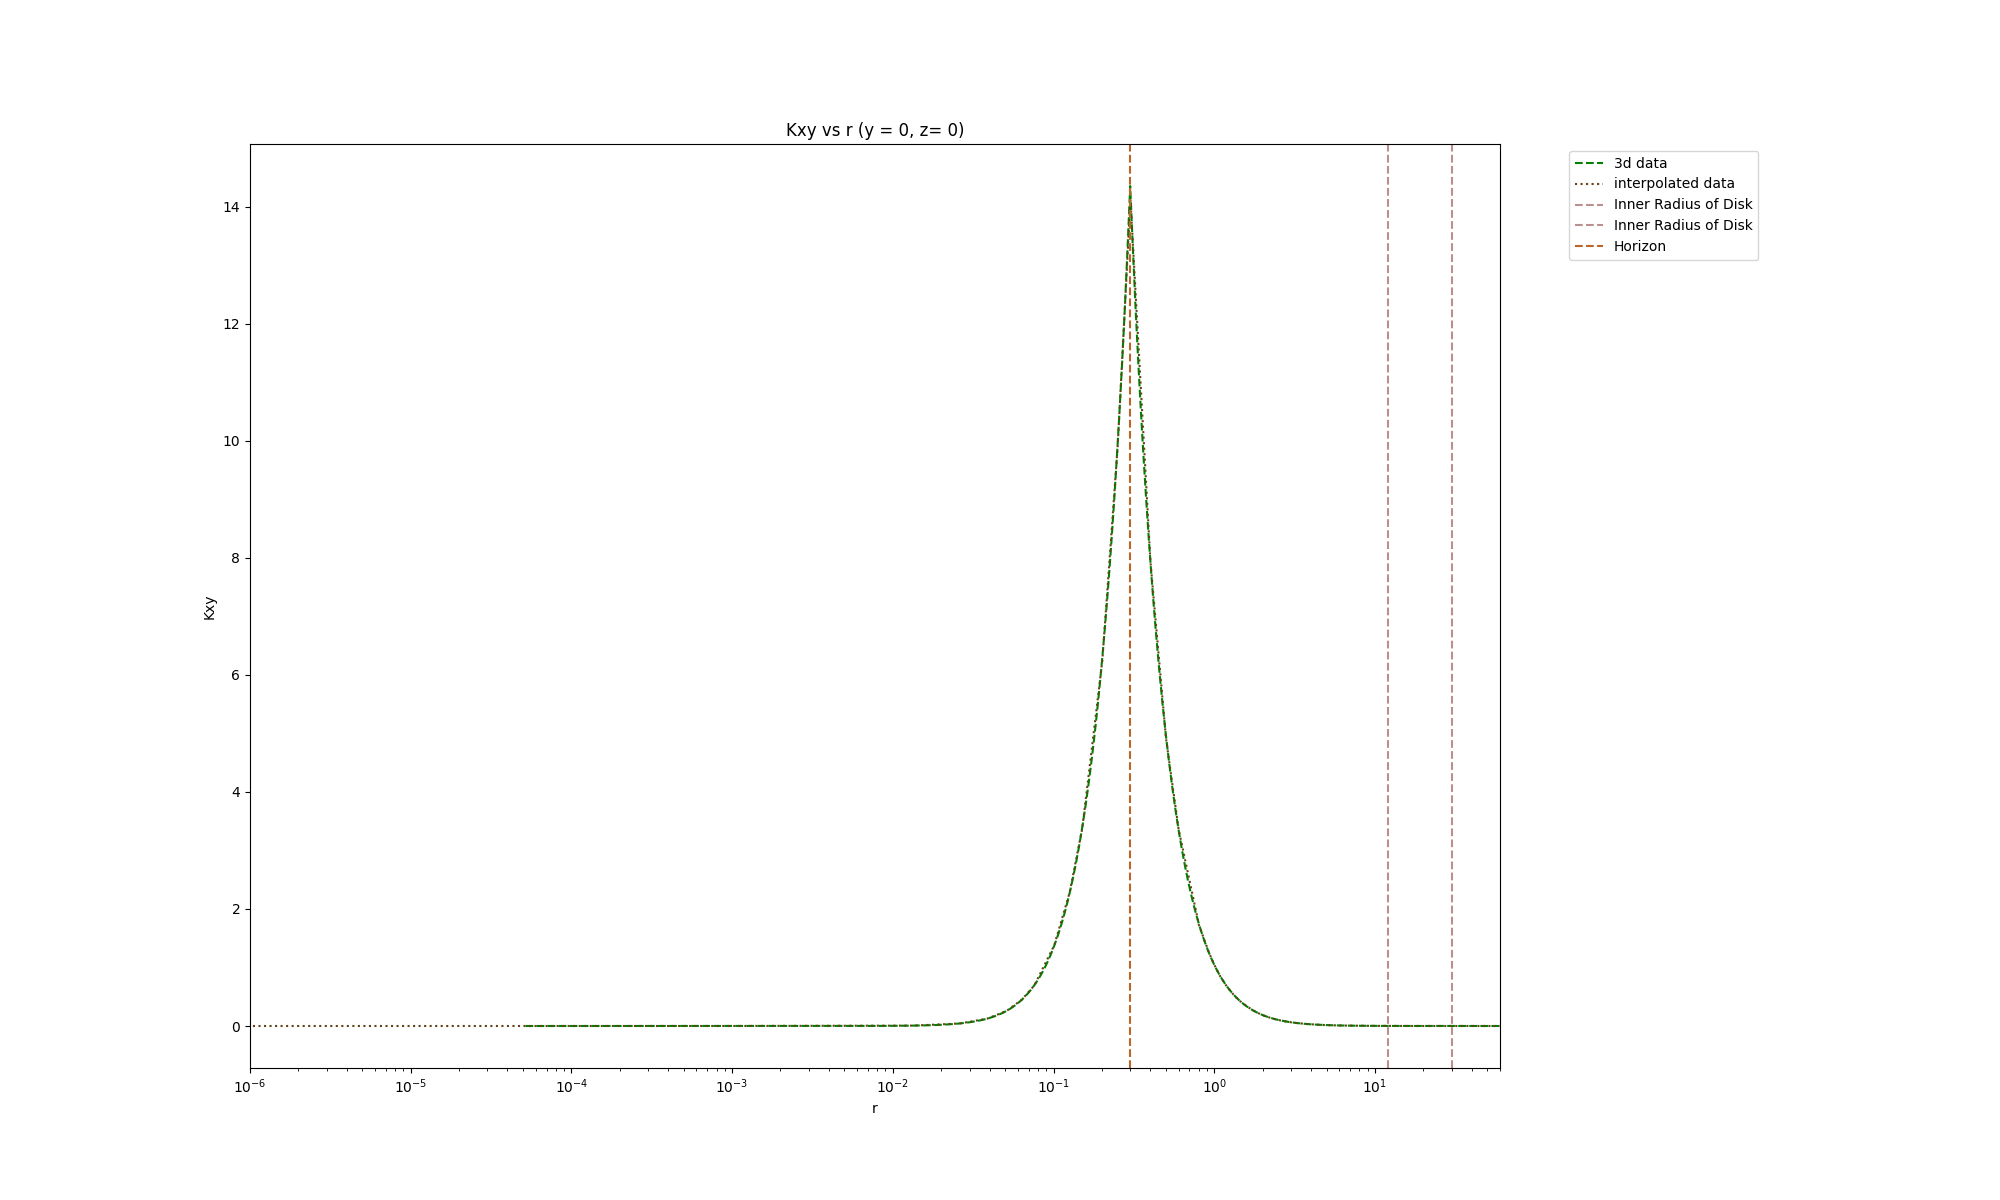 Kxy vs r (y = 0, z= 0)
3d data
interpolated data
Inner Radius of Disk
Inner Radius of Disk
Horizon
14
12
10
8
6
4
2
0
Kxy
10⁻⁶ 10⁻⁵ 10⁻⁴ 10⁻³ 10⁻² 10⁻¹ 10⁰ 10¹
r